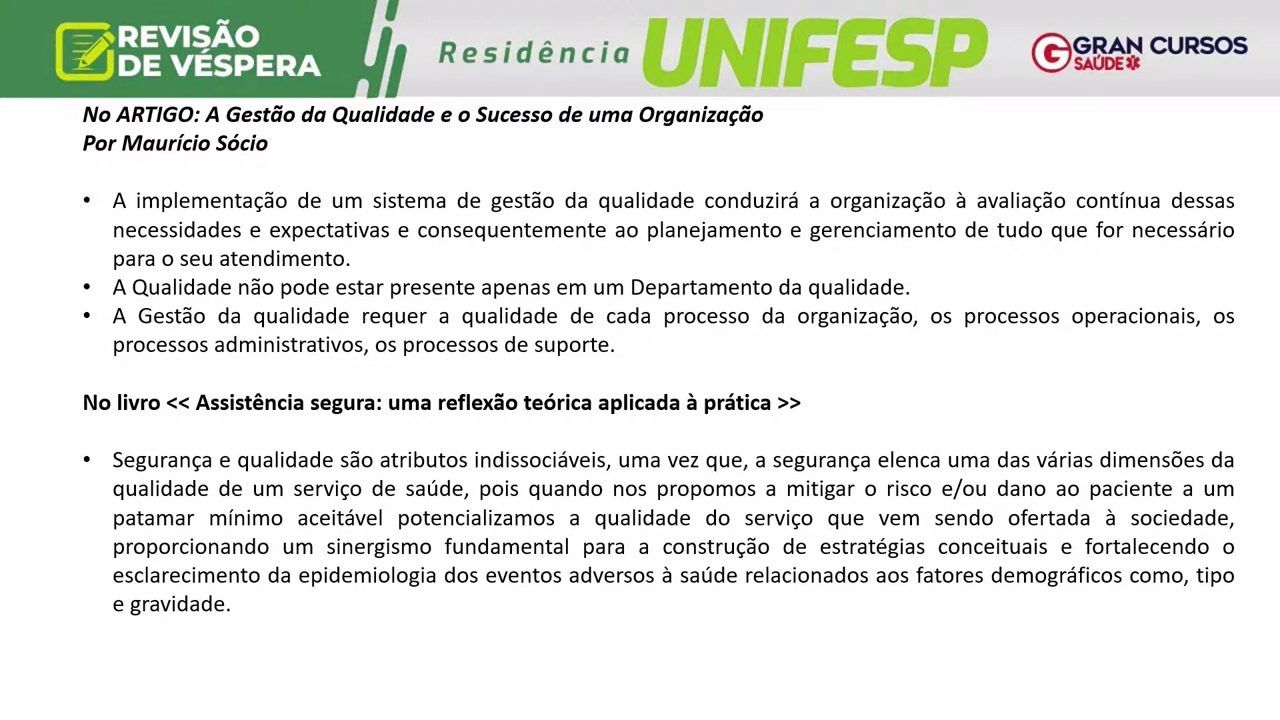 REVISÃO
DE VÉSPERA
Residência UNIFESP
GRAN CURSOS
SAÚDE
No ARTIGO: A Gestão da Qualidade e o Sucesso de uma Organização
Por Maurício Sócio
• A implementação de um sistema de gestão da qualidade conduzirá a organização à avaliação contínua dessas
necessidades e expectativas e consequentemente ao planejamento e gerenciamento de tudo que for necessário
para o seu atendimento.
• A Qualidade não pode estar presente apenas em um Departamento da qualidade.
• A Gestão da qualidade requer a qualidade de cada processo da organização, os processos operacionais, os
processos administrativos, os processos de suporte.
No livro << Assistência segura: uma reflexão teórica aplicada à prática >>
• Segurança e qualidade são atributos indissociáveis, uma vez que, a segurança elenca uma das várias dimensões da
qualidade de um serviço de saúde, pois quando nos propomos a mitigar o risco e/ou dano ao paciente a um
patamar mínimo aceitável potencializamos a qualidade do serviço que vem sendo ofertada à sociedade,
proporcionando um sinergismo fundamental para a construção de estratégias conceituais e fortalecendo o
esclarecimento da epidemiologia dos eventos adversos à saúde relacionados aos fatores demográficos como, tipo
e gravidade.